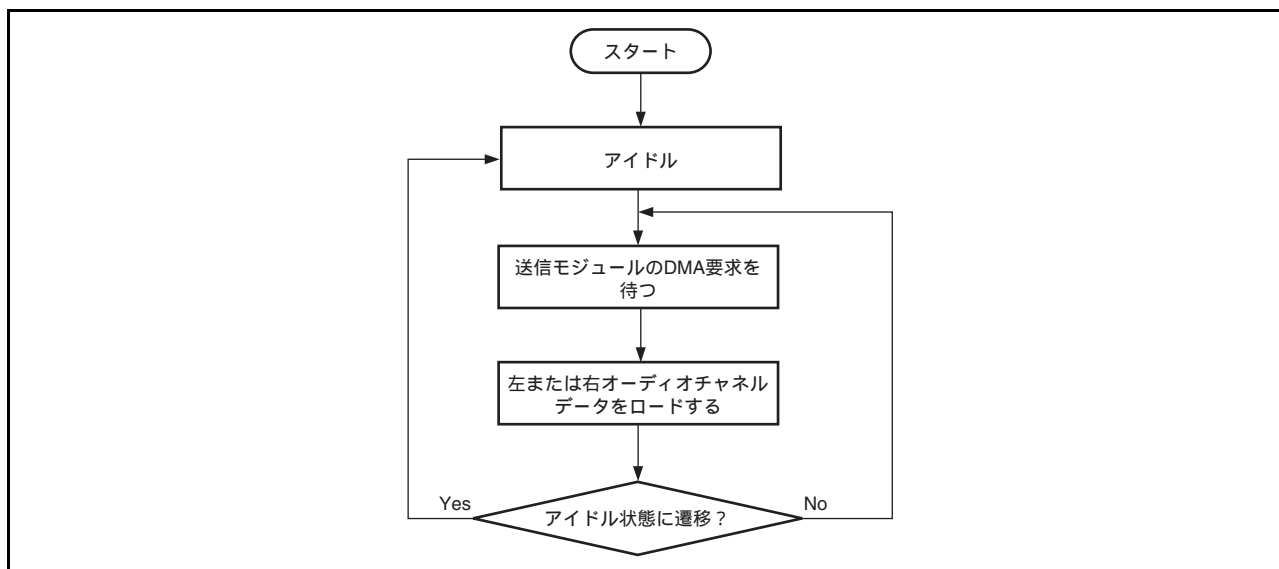 スタート
アイドル
送信モジュールのDMA要求を
待つ
左または右オーディオチャネル
データをロードする
Yes
アイドル状態に遷移？
No